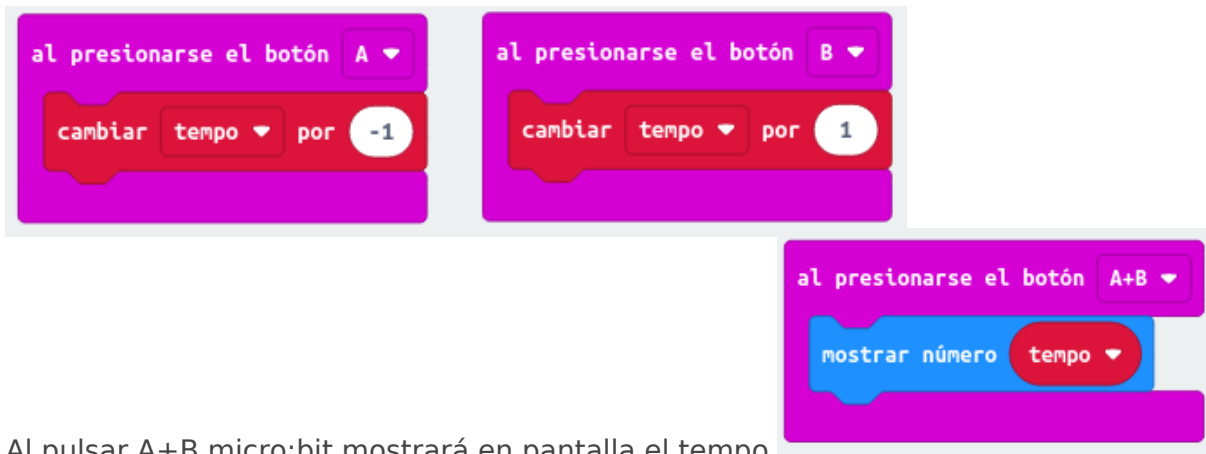 al presionarse el botón A
cambiar tempo por -1
al presionarse el botón B
cambiar tempo por 1
al presionarse el botón A+B
mostrar número tempo
Al pulsar A+B micro:bit mostrará en pantalla el tempo